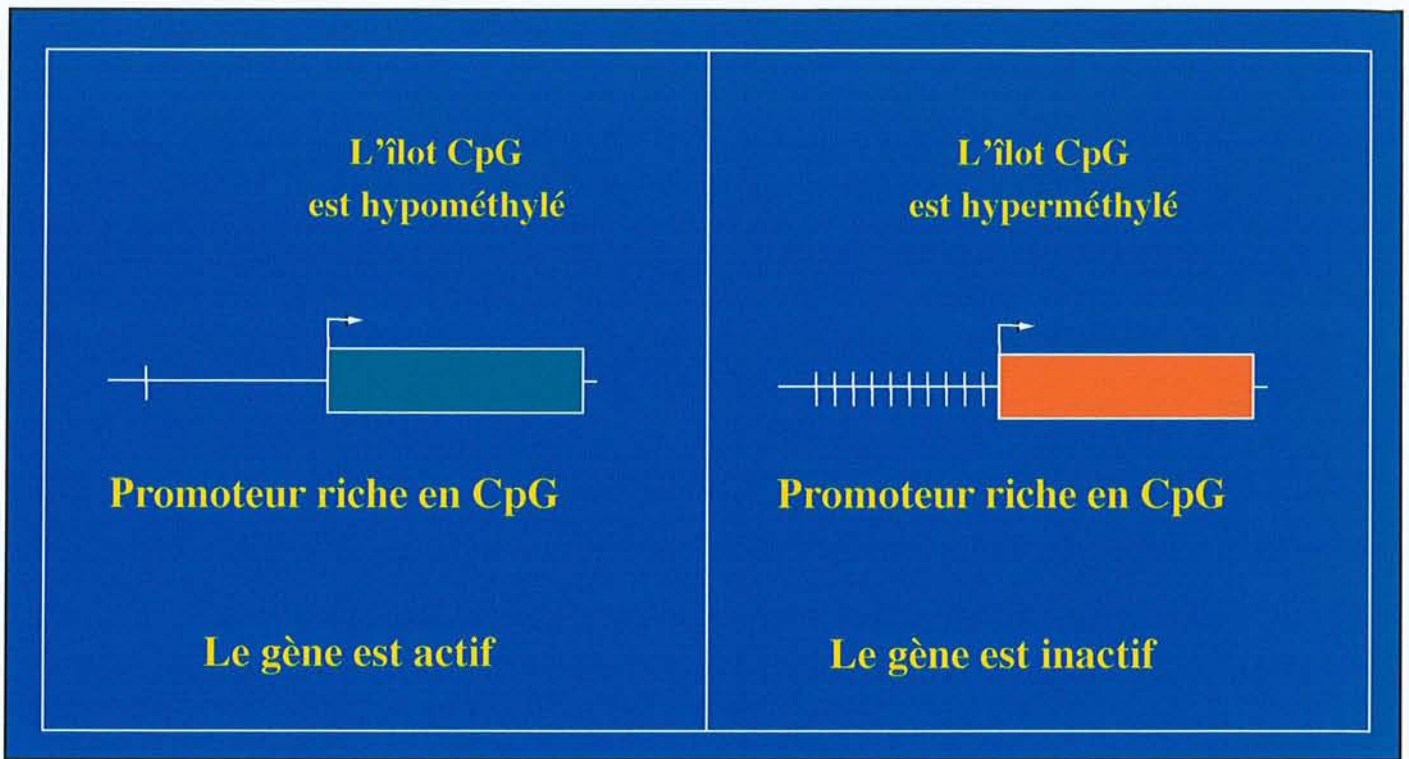 L'îlot CpG
est hypométhylé
Promoteur riche en CpG
Le gène est actif
L'îlot CpG
est hyperméthylé
Promoteur riche en CpG
Le gène est inactif